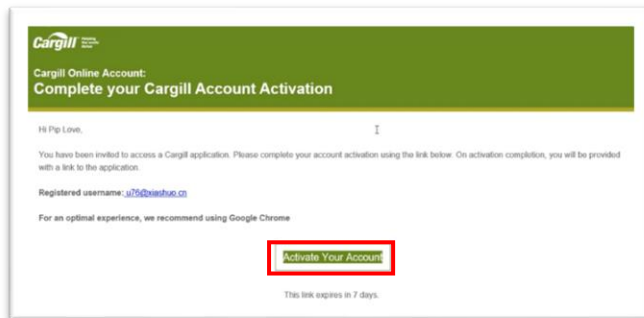 Cargill
Cargill Online Account:
Complete your Cargill Account Activation
Hi Pip Love,
You have been invited to access a Cargill application. Please complete your account activation using the link below. On activation completion, you will be provided
with a link to the application.
Registered username: u76@xiashuo.cn
For an optimal experience, we recommend using Google Chrome
Activate Your Account
This link expires in 7 days.